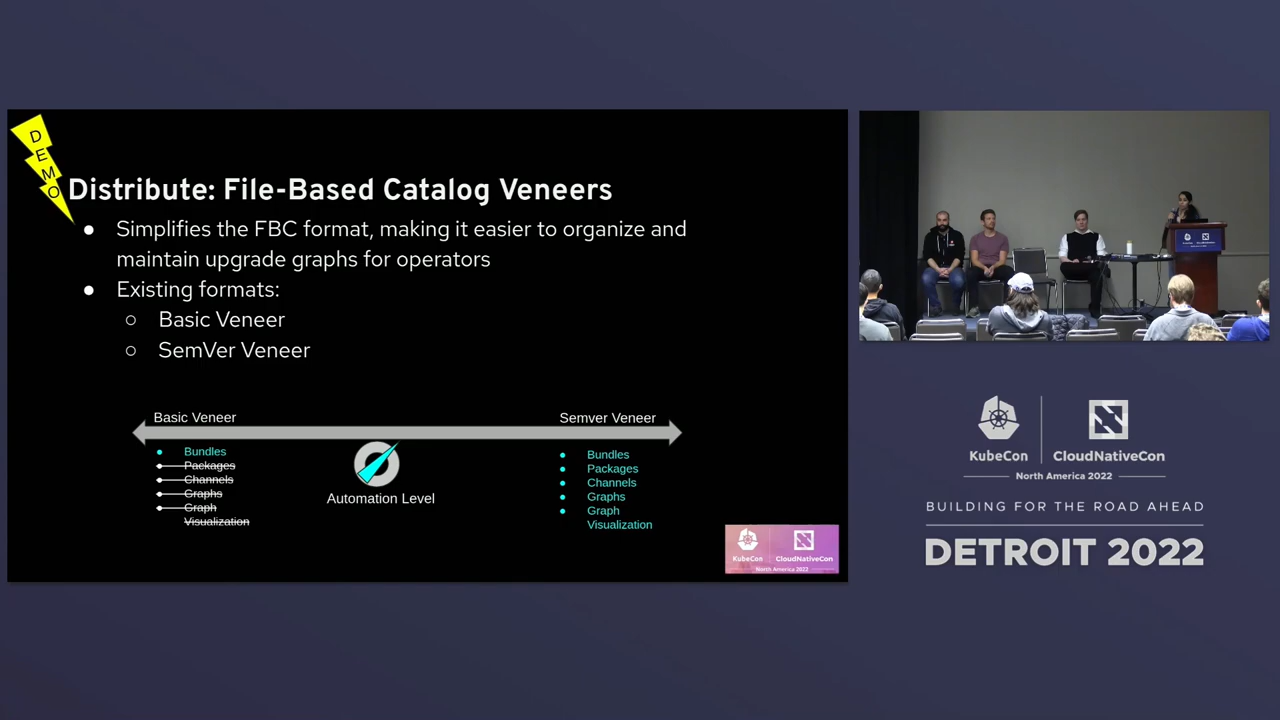 DEMO
Distribute: File-Based Catalog Veneers
● Simplifies the FBC format, making it easier to organize and
maintain upgrade graphs for operators
● Existing formats:
○ Basic Veneer
○ SemVer Veneer
Basic Veneer
Semver Veneer
● Bundles
● Packages
● Channels
● Graphs
● Graph
Visualization
Automation Level
● Bundles
● Packages
● Channels
● Graphs
● Graph
Visualization
KubeCon
CloudNativeCon
North America 2022
KubeCon
CloudNativeCon
North America 2022
BUILDING FOR THE ROAD AHEAD
DETROIT 2022